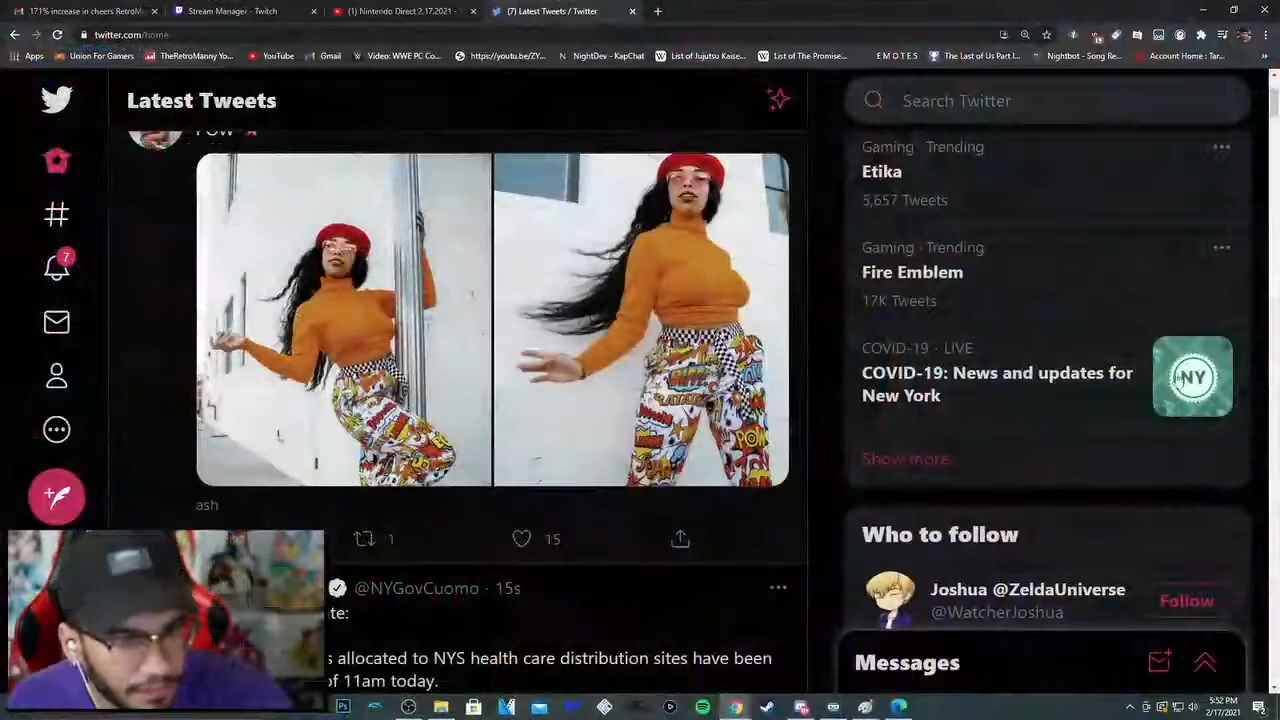 171% increase in cheers RetroM
Stream Manager - Twitch
(1) Nintendo Direct 2.17.2021 -
(7) Latest Tweets / Twitter
twitter.com/home
Apps
Union For Gamers
TheRetroManny Yo...
YouTube
Gmail
Video: WWE PC Co...
https://youtu.be/ZY...
NightDev - KapChat
List of Jujutsu Kaise...
List of The Promise...
E M O T E S
The Last of Us Part I...
Nightbot - Song Re...
Account Home : Tar...
Latest Tweets
Search Twitter
Gaming · Trending
Etika
5,657 Tweets
Gaming · Trending
Fire Emblem
17K Tweets
COVID-19 · LIVE
COVID-19: News and updates for
New York
NY
Show more
7
POW
ash
1
15
@NYGovCuomo · 15s
te:
s allocated to NYS health care distribution sites have been
of 11am today.
Who to follow
Joshua @ZeldaUniverse
@WatcherJoshua
Follow
Messages
5:52 PM
2/17/2021